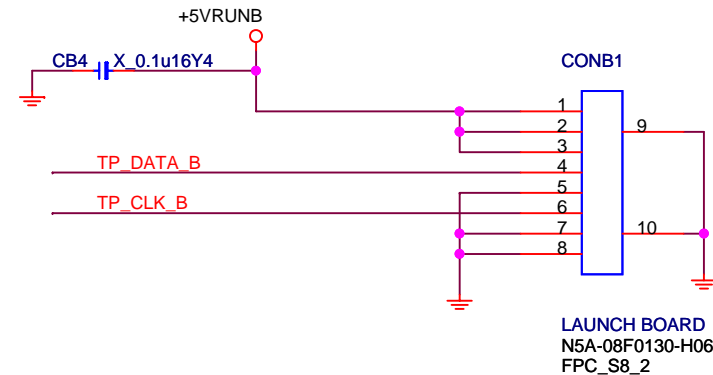 +5VRUNB
CB4 X_0.1u16Y4
CONB1
1
2
9
3
TP_DATA_B
4
5
TP_CLK_B
6
7
10
8
LAUNCH BOARD
N5A-08F0130-H06
FPC_S8_2